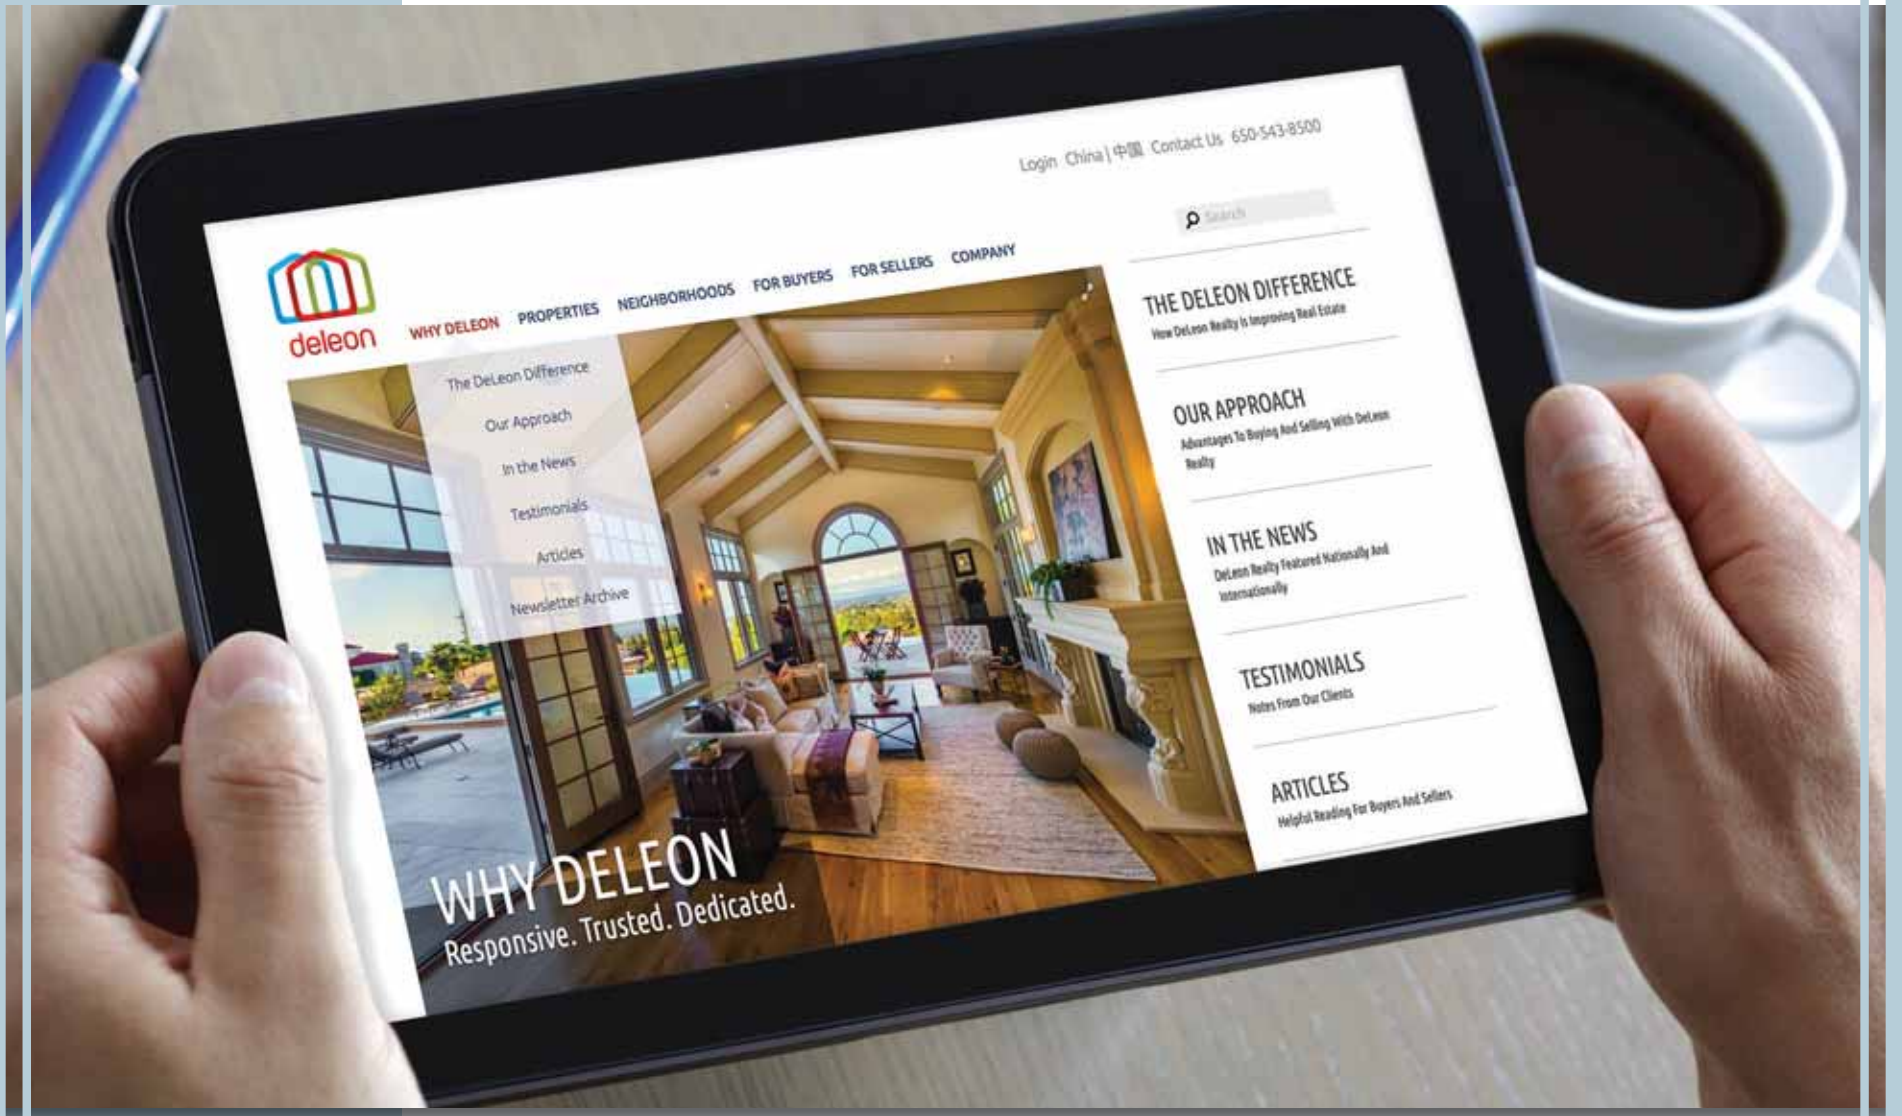 Login China | 中国 Contact Us 650-543-8500
Search
deleon
WHY DELEON PROPERTIES NEIGHBORHOODS FOR BUYERS FOR SELLERS COMPANY
The DeLeon Difference
Our Approach
In the News
Testimonials
Articles
Newsletter Archive
WHY DELEON
Responsive. Trusted. Dedicated.
THE DELEON DIFFERENCE
How DeLeon Realty Is Improving Real Estate
OUR APPROACH
Advantages To Buying And Selling With DeLeon
Realty
IN THE NEWS
DeLeon Realty Featured Nationally And
Internationally
TESTIMONIALS
Notes From Our Clients
ARTICLES
Helpful Reading For Buyers And Sellers